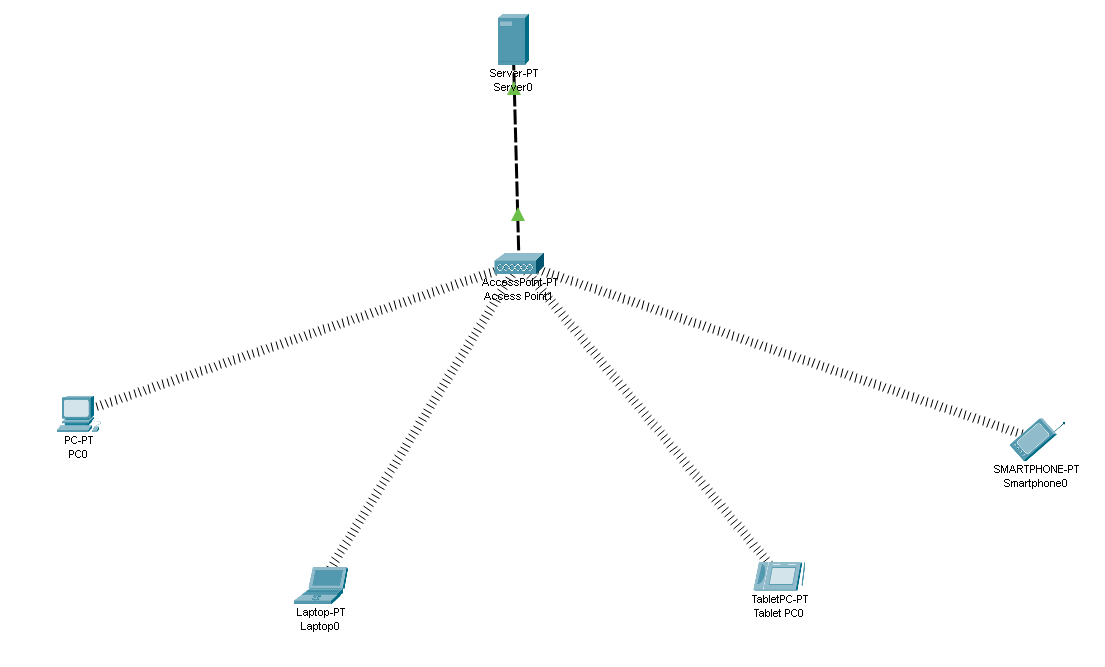 Server-PT
Server0
AccessPoint-PT
Access Point1
PC-PT
PC0
SMARTPHONE-PT
Smartphone0
Laptop-PT
Laptop0
TabletPC-PT
Tablet PC0